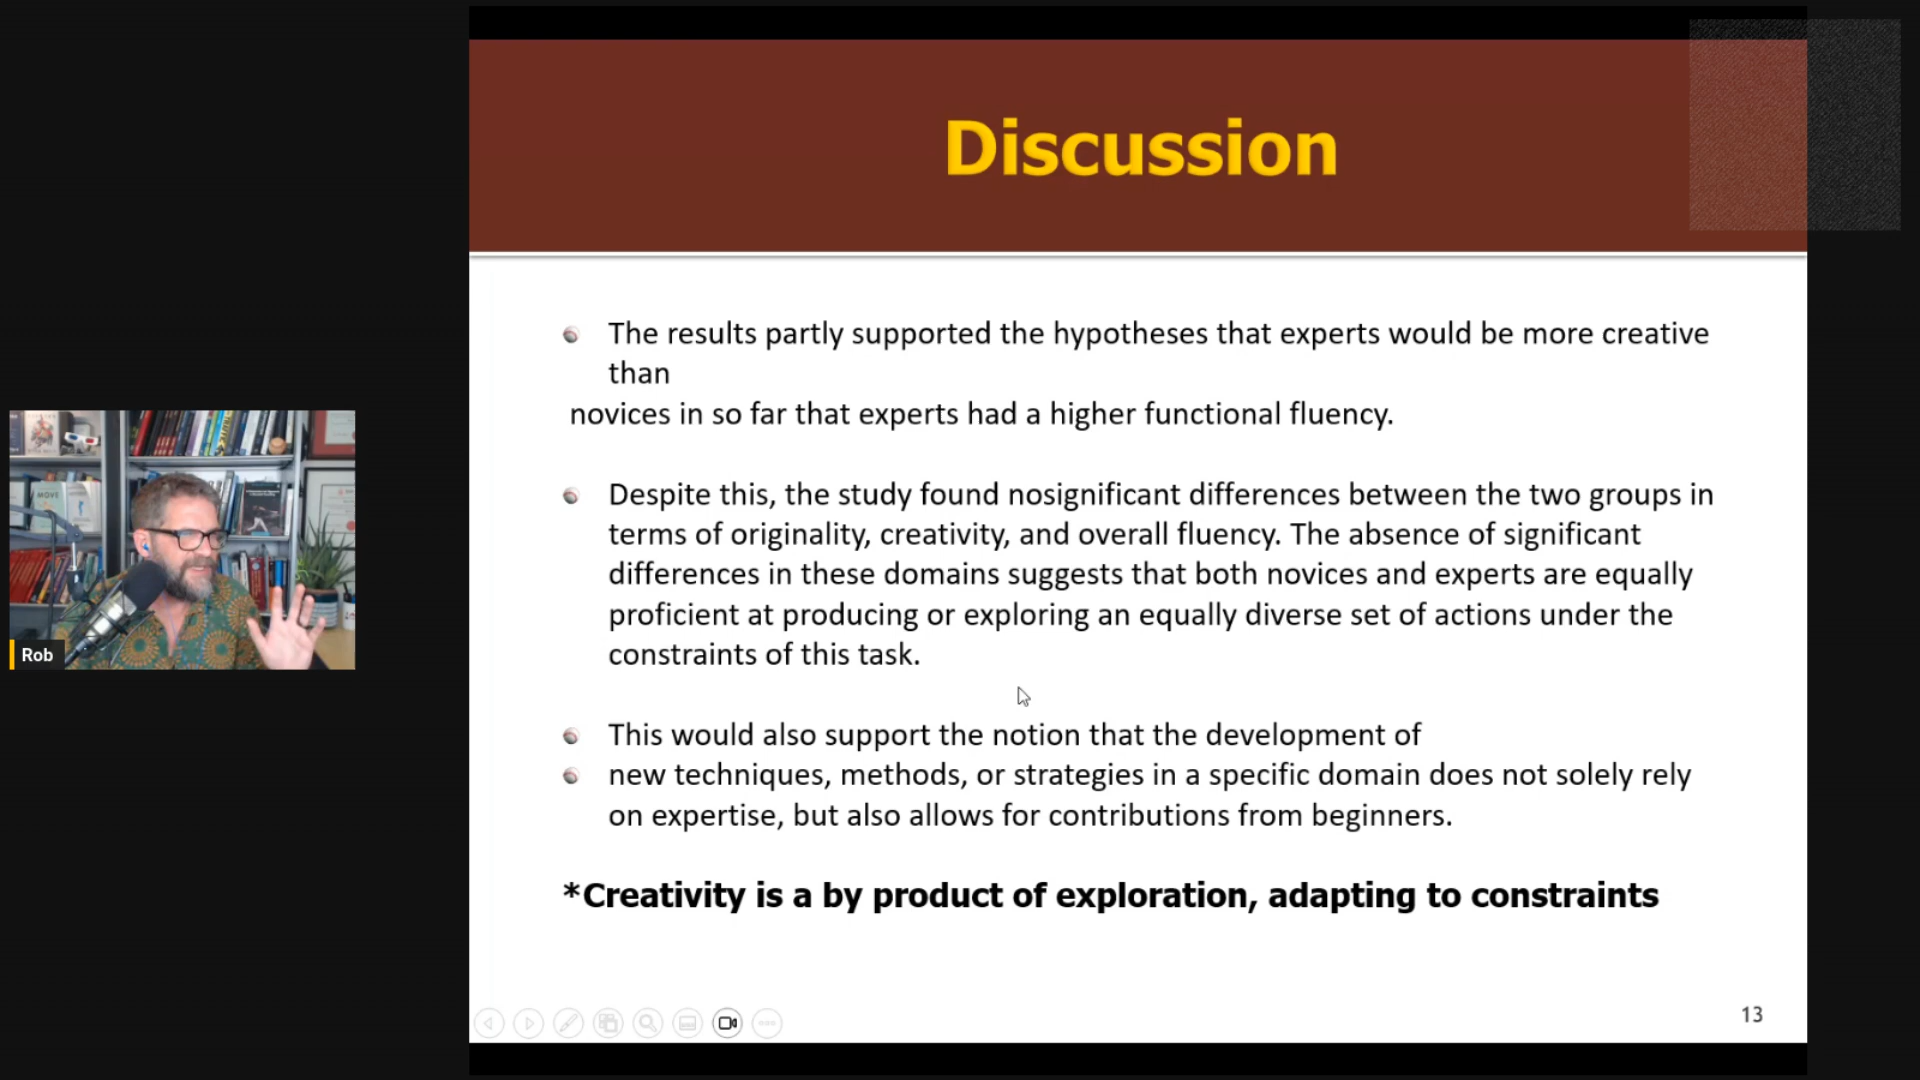 Discussion
The results partly supported the hypotheses that experts would be more creative
than
novices in so far that experts had a higher functional fluency.
Despite this, the study found nosignificant differences between the two groups in
terms of originality, creativity, and overall fluency. The absence of significant
differences in these domains suggests that both novices and experts are equally
proficient at producing or exploring an equally diverse set of actions under the
constraints of this task.
This would also support the notion that the development of
new techniques, methods, or strategies in a specific domain does not solely rely
on expertise, but also allows for contributions from beginners.
*Creativity is a by product of exploration, adapting to constraints
13
MOVE
Rob